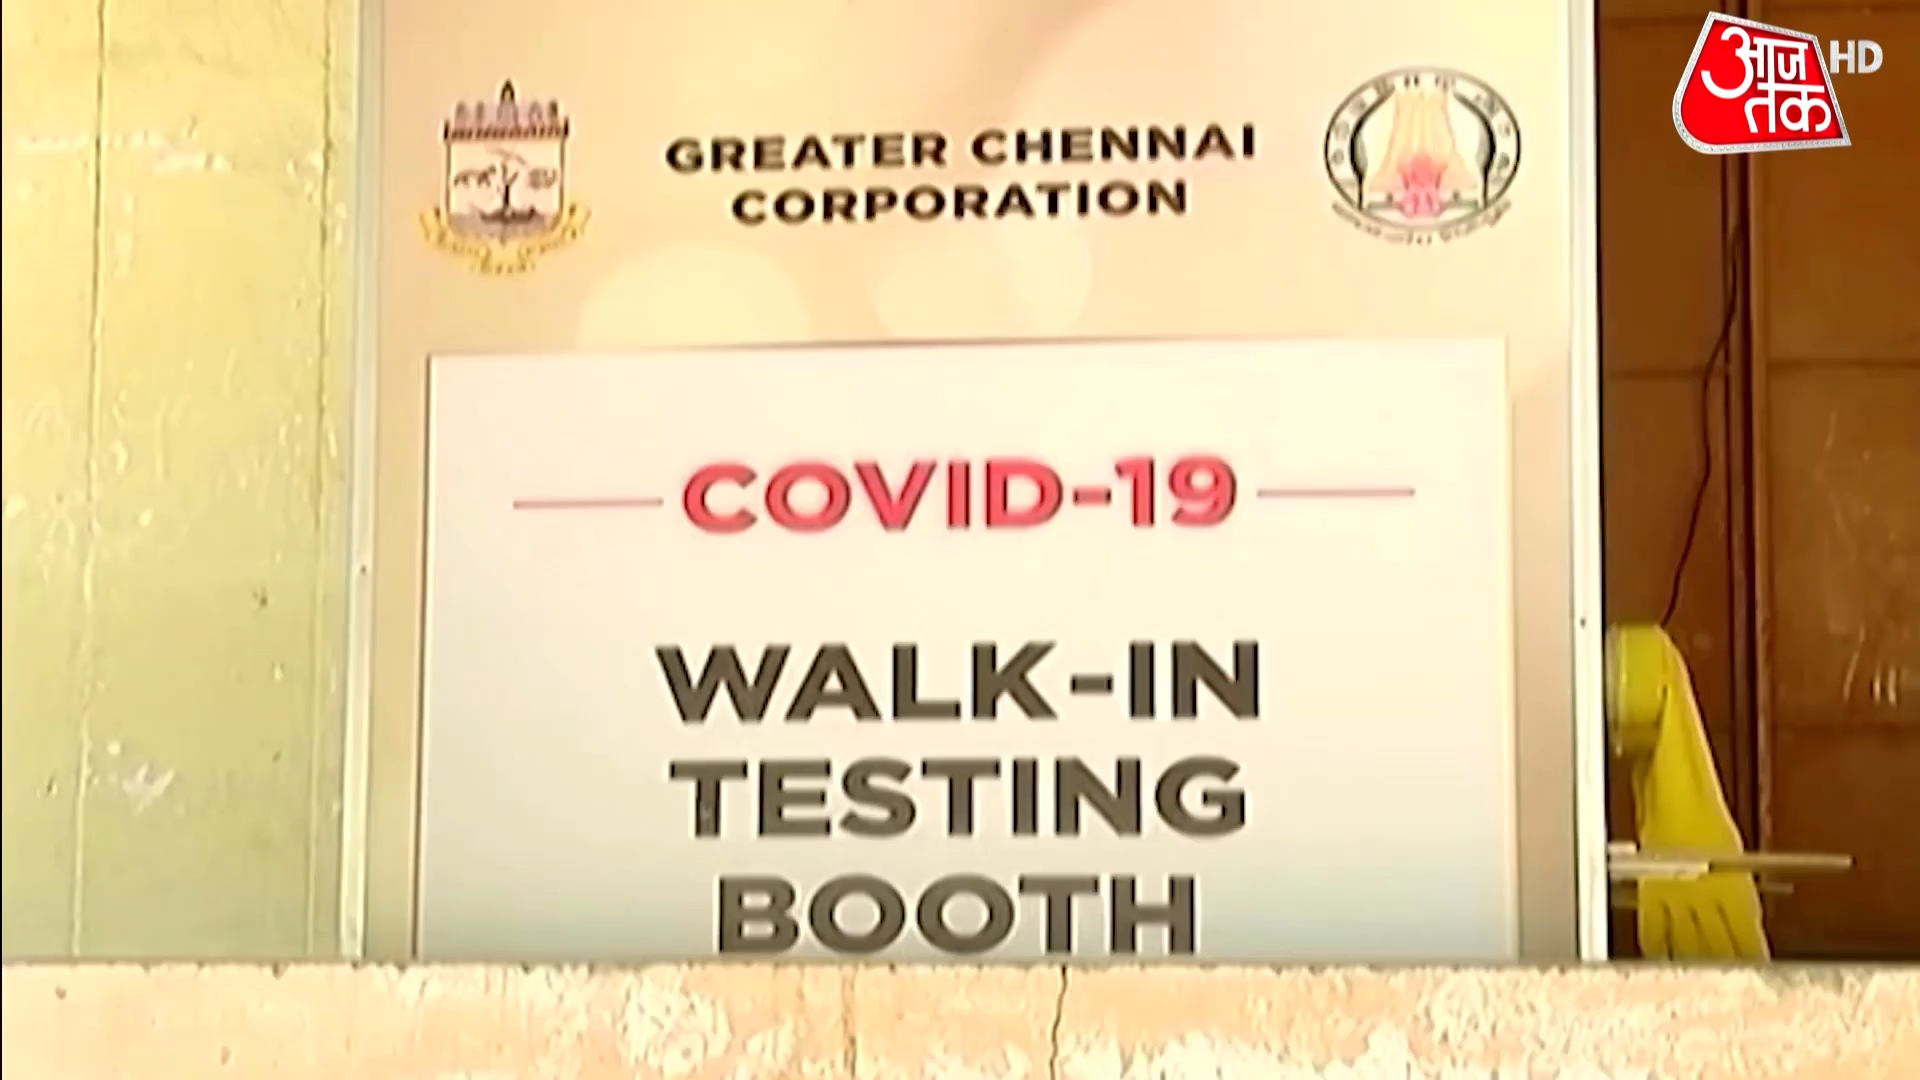 GREATER CHENNAI
CORPORATION
आज
तक
HD
COVID-19
WALK-IN
TESTING
BOOTH